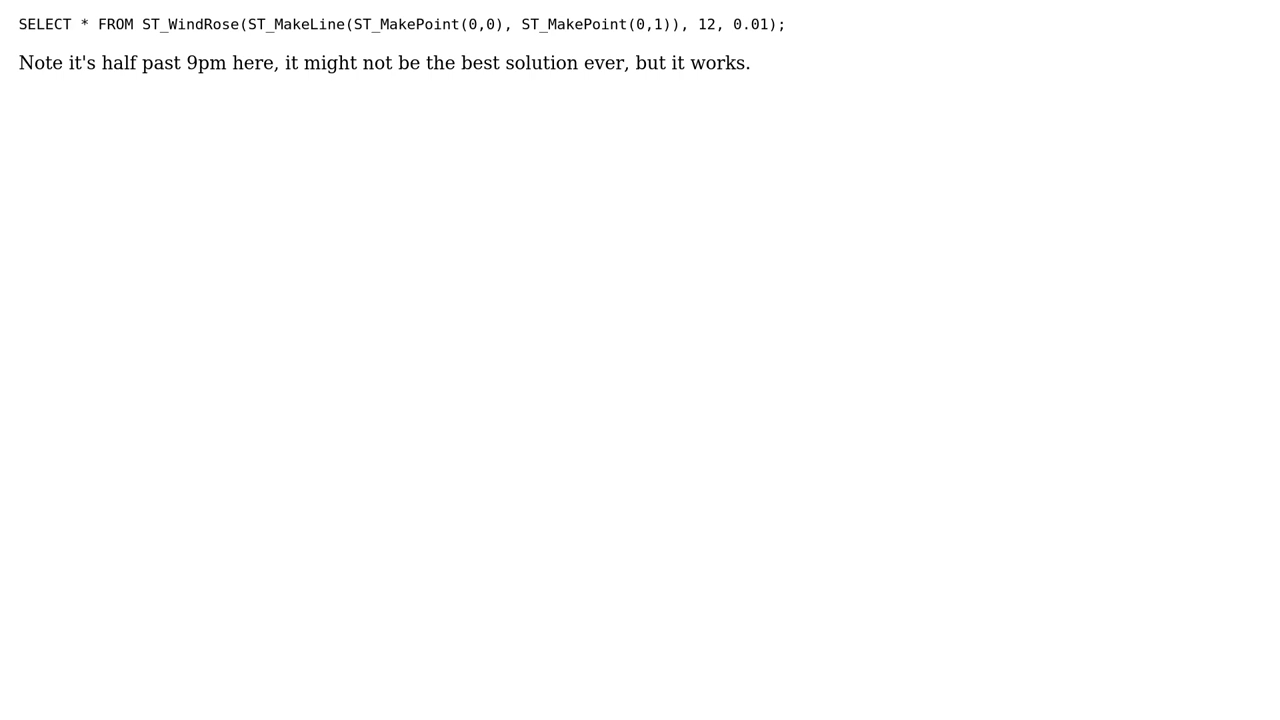 SELECT * FROM ST_WindRose(ST_MakeLine(ST_MakePoint(0,0), ST_MakePoint(0,1)), 12, 0.01);
Note it's half past 9pm here, it might not be the best solution ever, but it works.